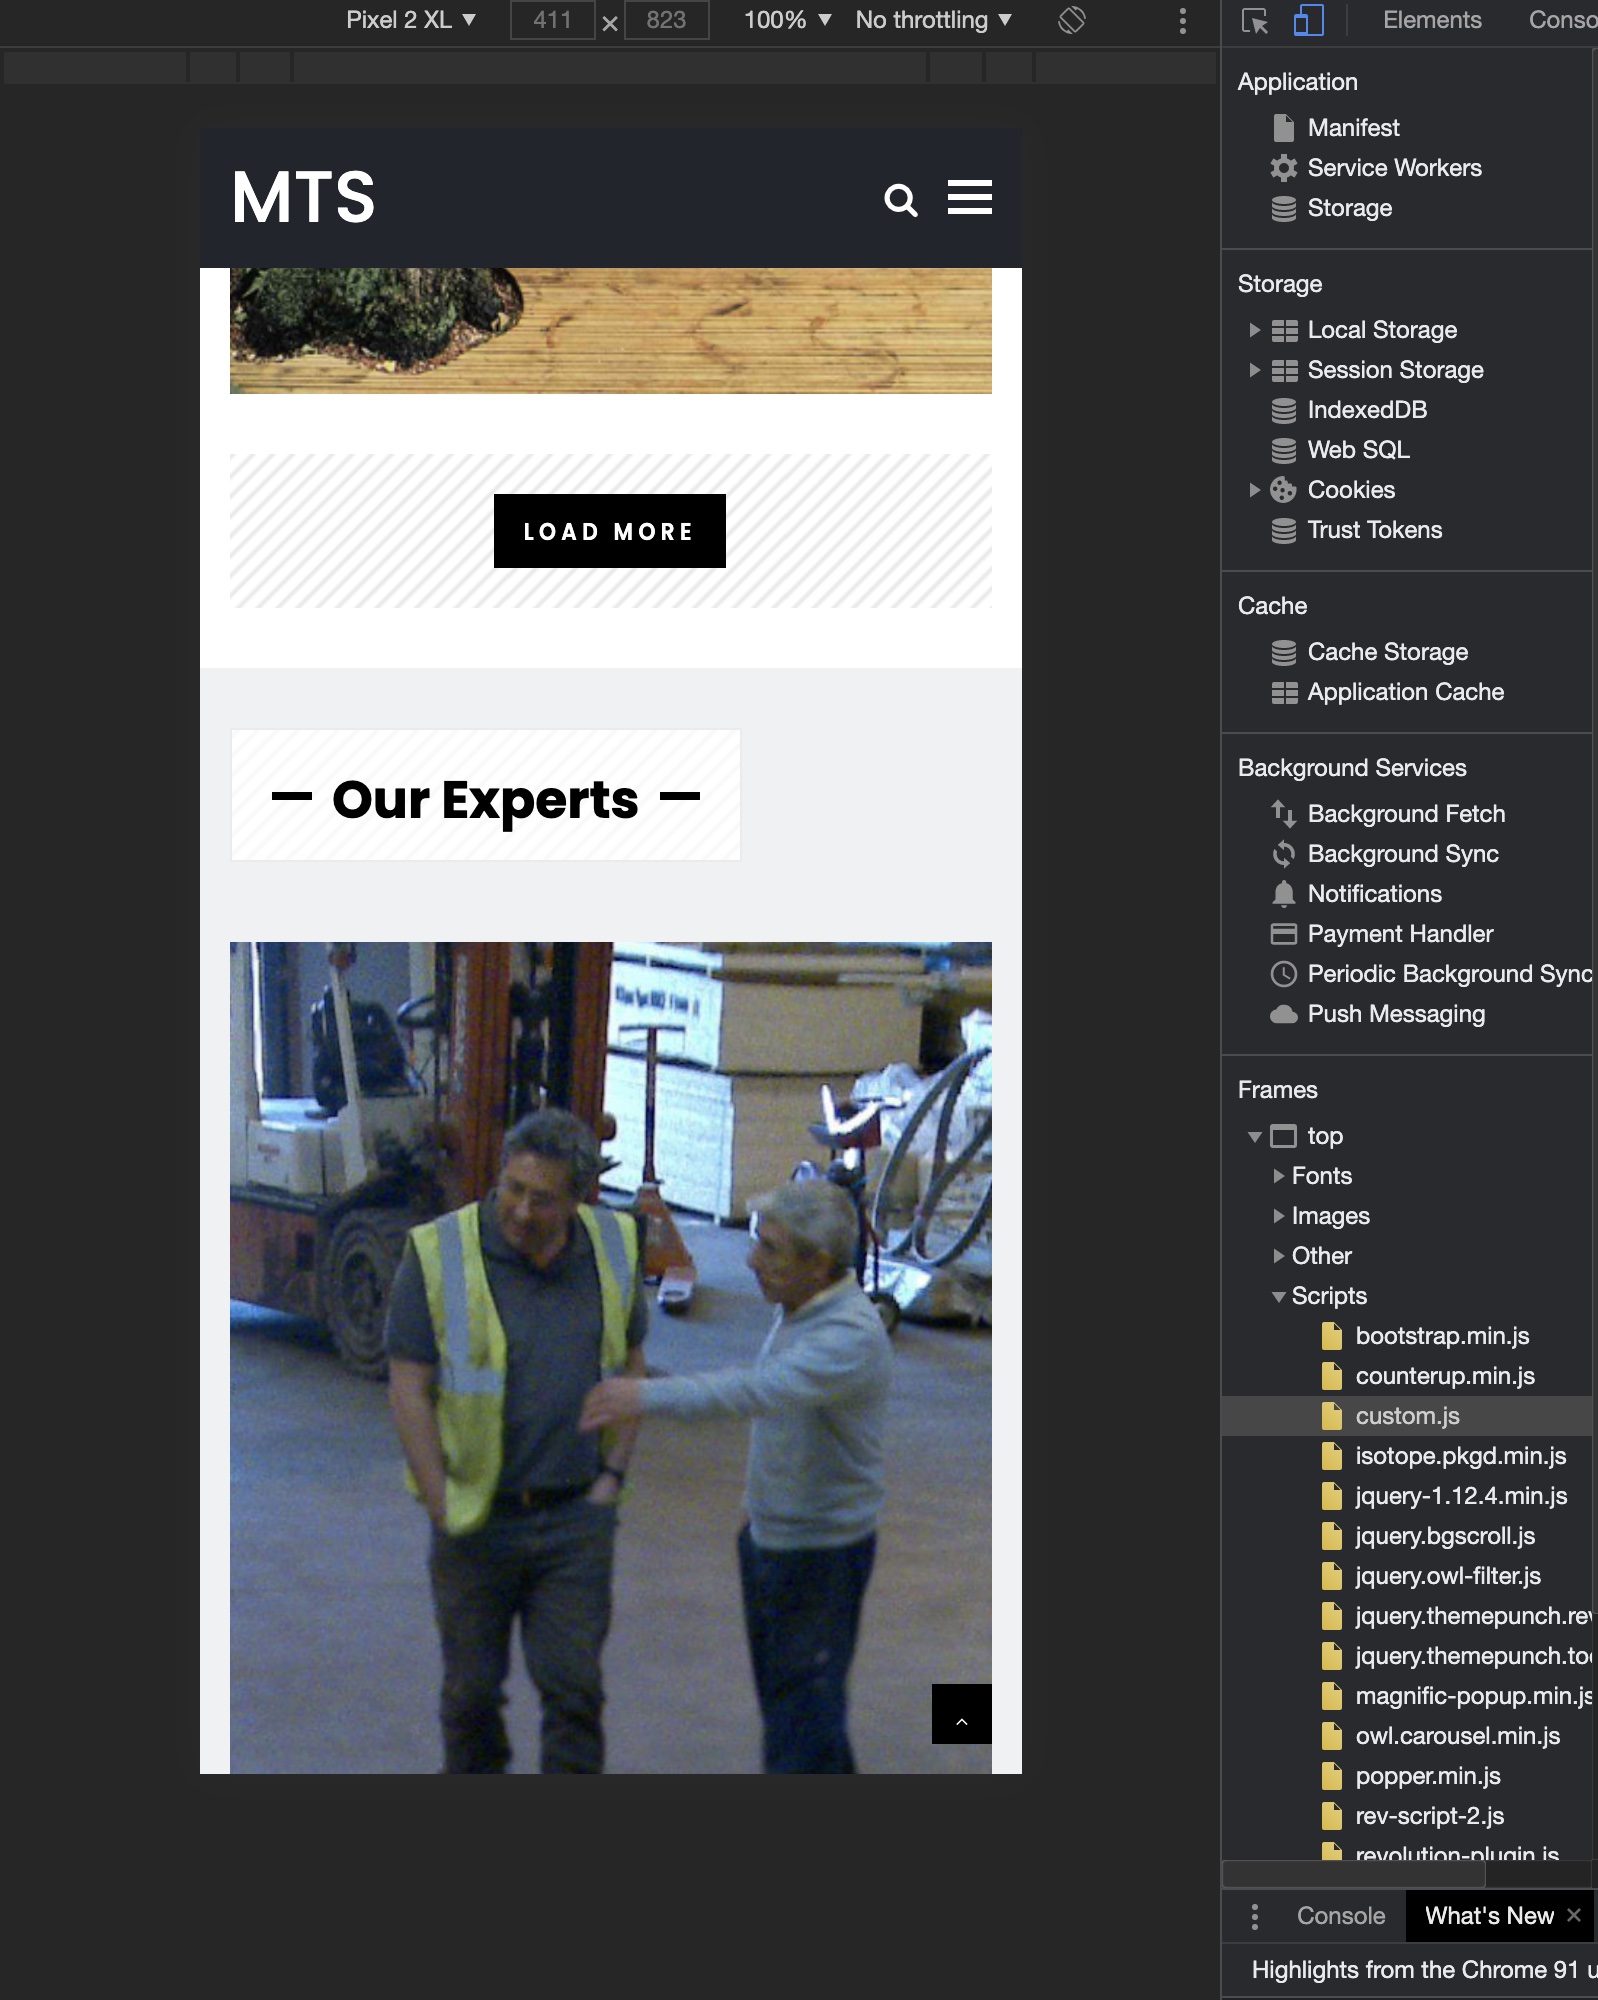 Pixel 2 XL ▼ 411 × 823 100% ▼ No throttling ▼
Elements Conso
Application
Manifest
Service Workers
Storage
Storage
Local Storage
Session Storage
IndexedDB
Web SQL
Cookies
Trust Tokens
Cache
Cache Storage
Application Cache
Background Services
Background Fetch
Background Sync
Notifications
Payment Handler
Periodic Background Sync
Push Messaging
Frames
top
Fonts
Images
Other
Scripts
bootstrap.min.js
counterup.min.js
custom.js
isotope.pkgd.min.js
jquery-1.12.4.min.js
jquery.bgscroll.js
jquery.owl-filter.js
jquery.themepunch.rev
jquery.themepunch.too
magnific-popup.min.js
owl.carousel.min.js
popper.min.js
rev-script-2.js
revolution-plugin.js
Console What's New ×
Highlights from the Chrome 91 u
MTS
LOAD MORE
Our Experts